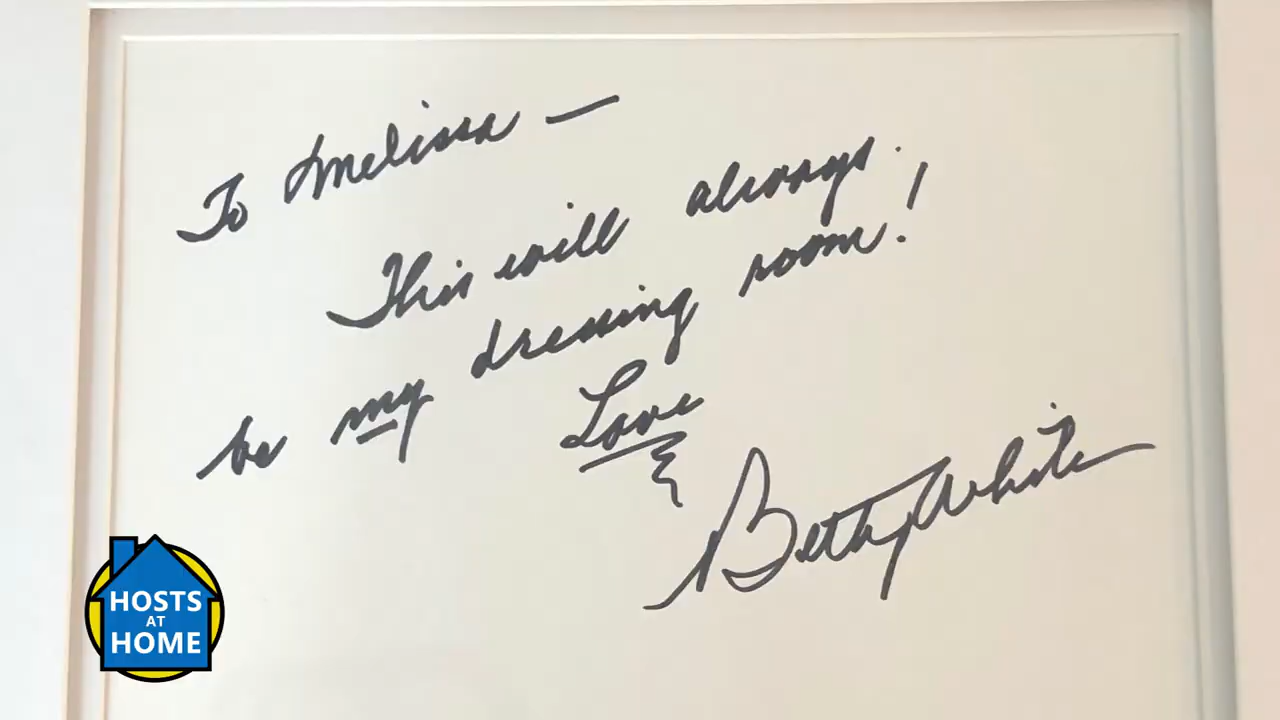 To Melissa —
This will always
be my dressing room!
Love
Betty White
HOSTS
AT
HOME